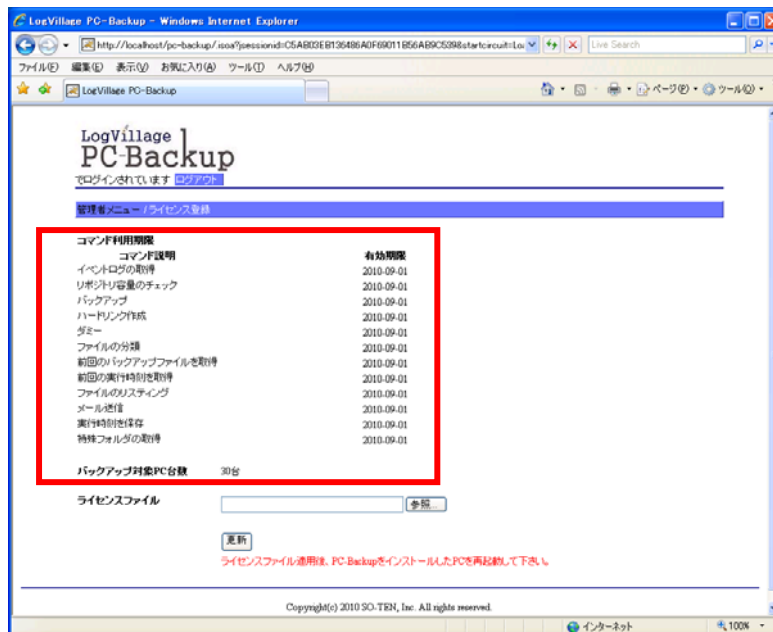 LogVillage PC-Backup - Windows Internet Explorer
http://localhost/pc-backup/.isoa?jsessionid=C5AB03EB136486A0F69011B56AB9C539&startcircuit=Lo
Live Search
ファイル(F) 編集(E) 表示(V) お気に入り(A) ツール(T) ヘルプ(H)
LogVillage PC-Backup
ページ(P) ツール(O)
LogVillage
PC-Backup
でログインされています ログアウト
管理者メニュー / ライセンス登録
コマンド利用期限
コマンド説明 有効期限
イベントログの取得 2010-09-01
リポジトリ容量のチェック 2010-09-01
バックアップ 2010-09-01
ハードリンク作成 2010-09-01
ダミー 2010-09-01
ファイルの分類 2010-09-01
前回のバックアップファイルを取得 2010-09-01
前回の実行時刻を取得 2010-09-01
ファイルのリスティング 2010-09-01
メール送信 2010-09-01
実行時刻を保存 2010-09-01
特殊フォルダの取得 2010-09-01
バックアップ対象PC台数 30台
ライセンスファイル 参照...
更新
ライセンスファイル適用後、PC-BackupをインストールしたPCを再起動して下さい。
Copyright(c) 2010 SO-TEN, Inc. All rights reserved.
インターネット 100%